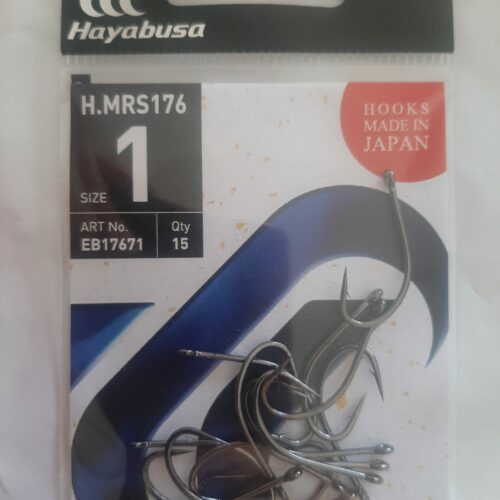 Hayabusa
H.MRS176
SIZE 1
ART No. Qty
EB17671 15
HOOKS
MADE IN
JAPAN